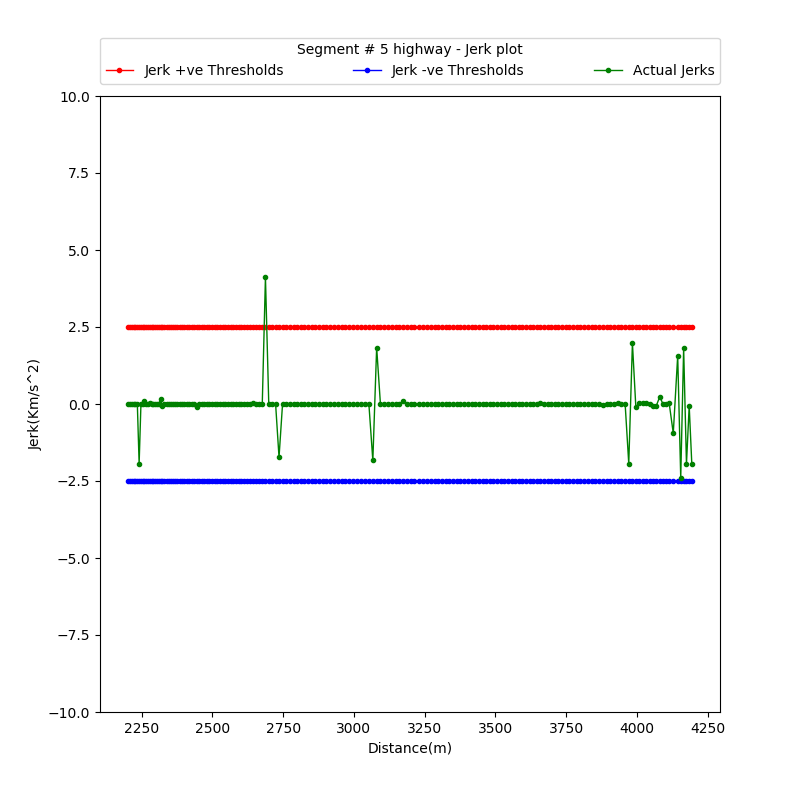 Segment # 5 highway - Jerk plot
Jerk +ve Thresholds Jerk -ve Thresholds Actual Jerks
10.0
7.5
5.0
2.5
0.0
−2.5
−5.0
−7.5
−10.0
Jerk(Km/s^2)
2250 2500 2750 3000 3250 3500 3750 4000 4250
Distance(m)